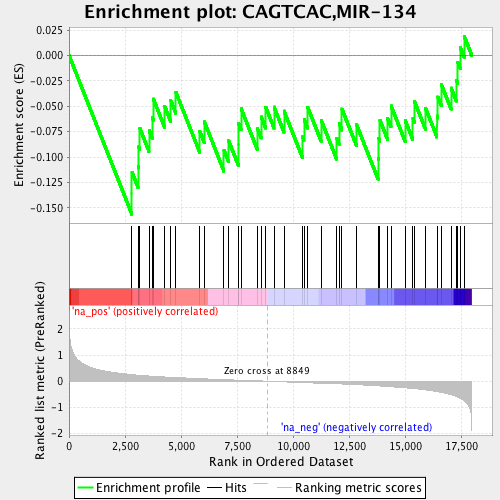 Enrichment plot: CAGTCAC,MIR-134
Enrichment score (ES)
0.025
0.000
-0.025
-0.050
-0.075
-0.100
-0.125
-0.150
'na_pos' (positively correlated)
Ranked list metric (PreRanked)
2
1
0
-1
-2
Zero cross at 8849
'na_neg' (negatively correlated)
0
2,500
5,000
7,500
10,000
12,500
15,000
17,500
Rank in Ordered Dataset
Enrichment profile
Hits
Ranking metric scores